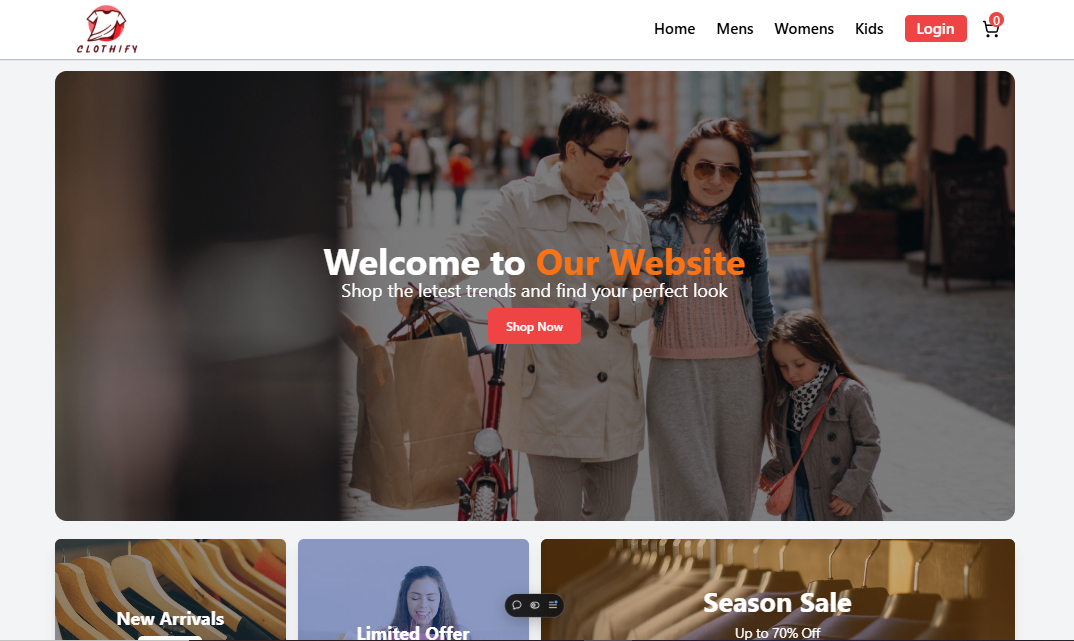 CLOTHIFY
Home Mens Womens Kids Login 0
Welcome to Our Website
Shop the letest trends and find your perfect look
Shop Now
New Arrivals
Limited Offer
Season Sale
Up to 70% Off